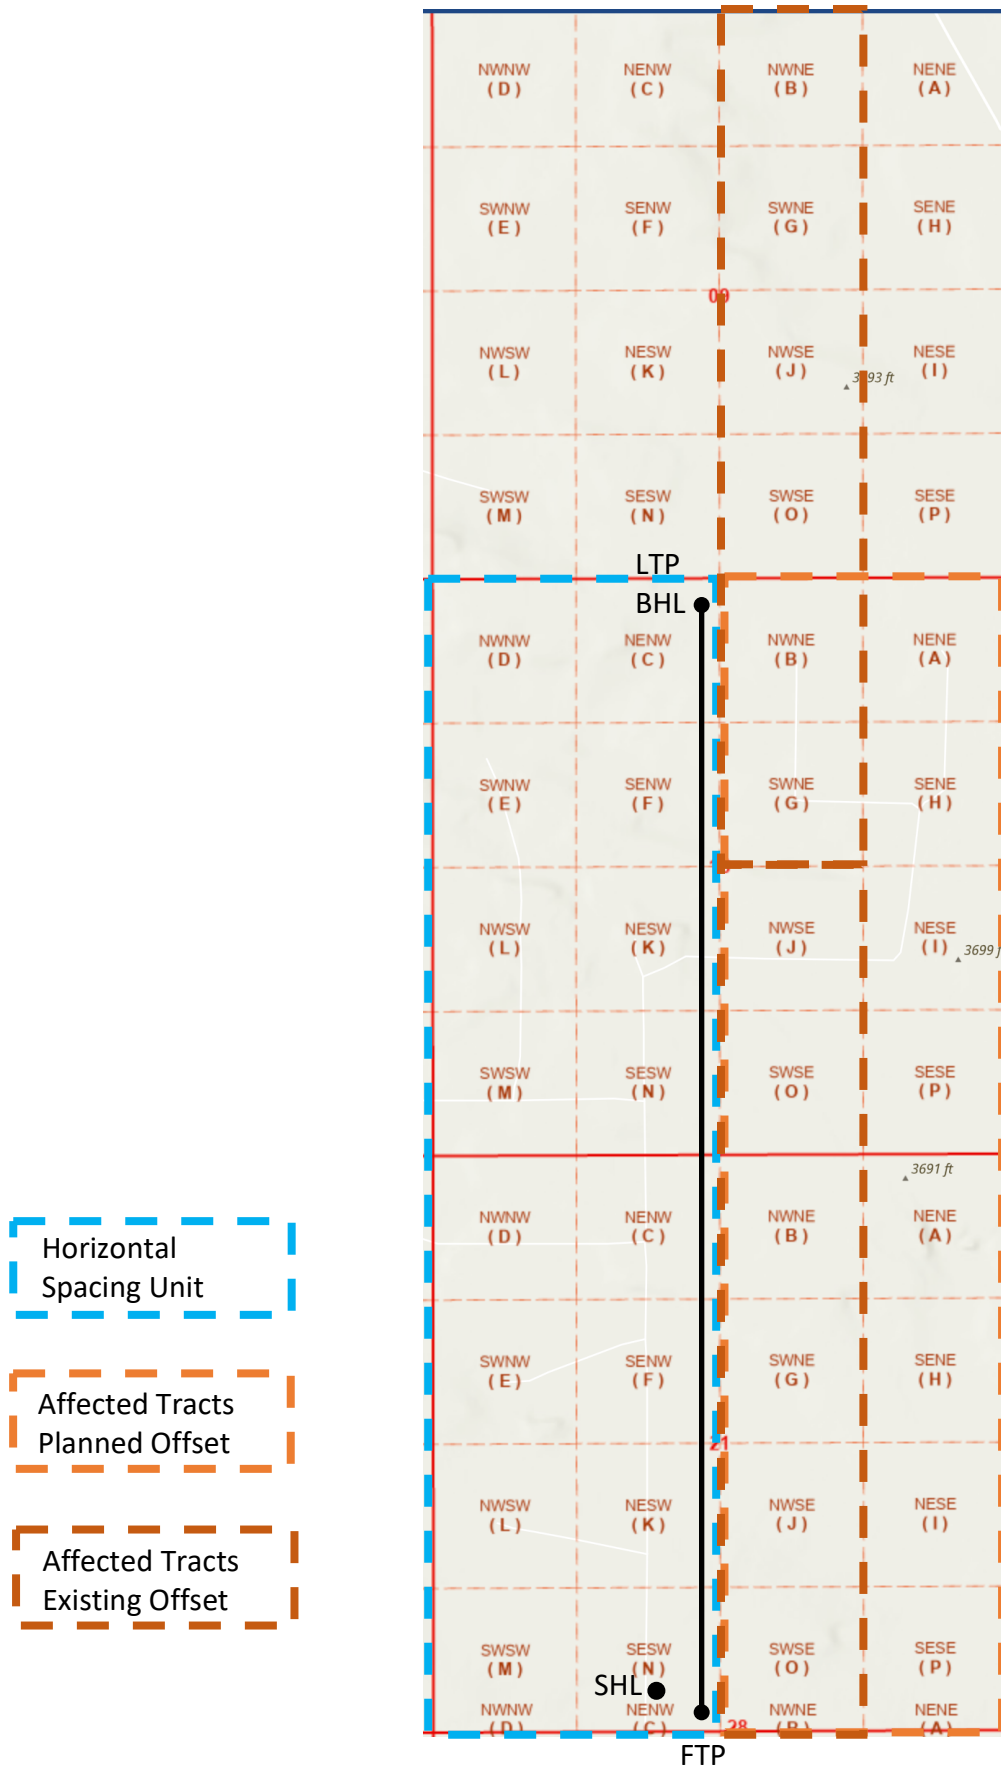 NWNW NENW NWNE NENE
(D) (C) (B) (A)
SWNW SENW SWNE SENE
(E) (F) (G) (H)
NWSW NESW NWSE NESE
(L) (K) (J) (I)
SWSW SESW SWSE SESE
(M) (N) (O) (P)
LTP
BHL
NWNW NENW NWNE NENE
(D) (C) (B) (A)
SWNW SENW SWNE SENE
(E) (F) (G) (H)
NWSW NESW NWSE NESE
(L) (K) (J) (I)
SWSW SESW SWSE SESE
(M) (N) (O) (P)
3691 ft
NWNW NENW NWNE NENE
(D) (C) (B) (A)
Horizontal
Spacing Unit
SWNW SENW SWNE SENE
(E) (F) (G) (H)
Affected Tracts
Planned Offset
21
NWSW NESW NWSE NESE
(L) (K) (J) (I)
Affected Tracts
Existing Offset
SWSW SESW SWSE SESE
(M) (N) (O) (P)
SHL
NWNW NENW NWNE NENE
(D) (C) (B) (A)
28
FTP